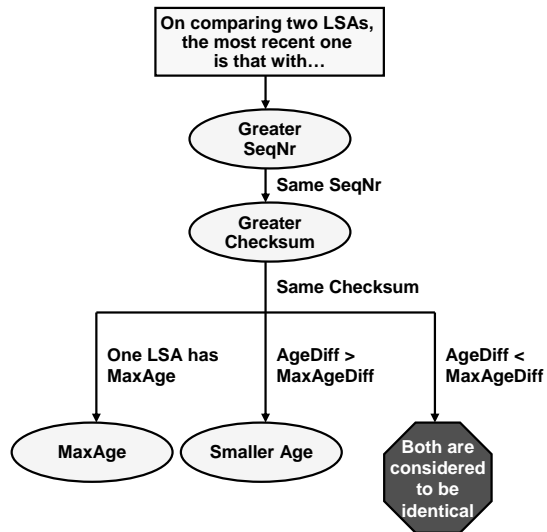 On comparing two LSAs,
the most recent one
is that with…
Greater
SeqNr
Same SeqNr
Greater
Checksum
Same Checksum
One LSA has
MaxAge
AgeDiff >
MaxAgeDiff
AgeDiff <
MaxAgeDiff
MaxAge
Smaller Age
Both are
considered
to be
identical